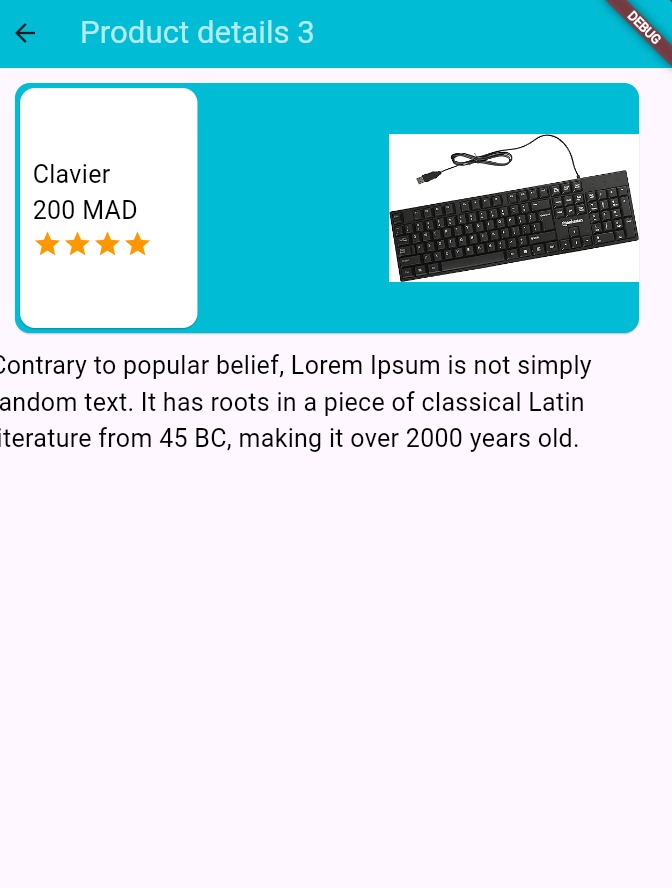 Product details 3
DEBUG
Clavier
200 MAD
Contrary to popular belief, Lorem Ipsum is not simply
andom text. It has roots in a piece of classical Latin
iterature from 45 BC, making it over 2000 years old.